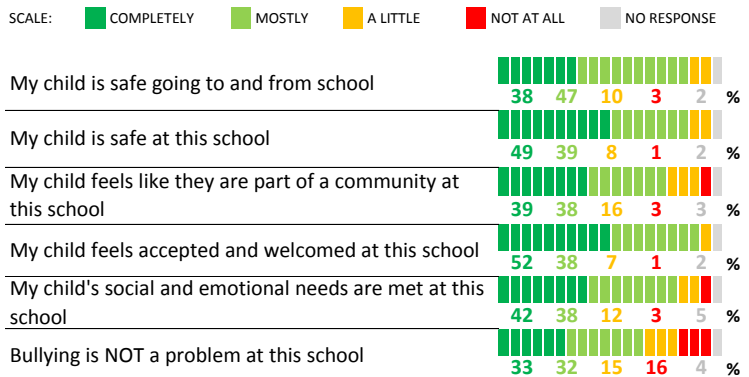 SCALE: COMPLETELY MOSTLY A LITTLE NOT AT ALL NO RESPONSE
My child is safe going to and from school
38 47 10 3 2 %
My child is safe at this school
49 39 8 1 2 %
My child feels like they are part of a community at
this school
39 38 16 3 3 %
My child feels accepted and welcomed at this school
52 38 7 1 2 %
My child's social and emotional needs are met at this
school
42 38 12 3 5 %
Bullying is NOT a problem at this school
33 32 15 16 4 %